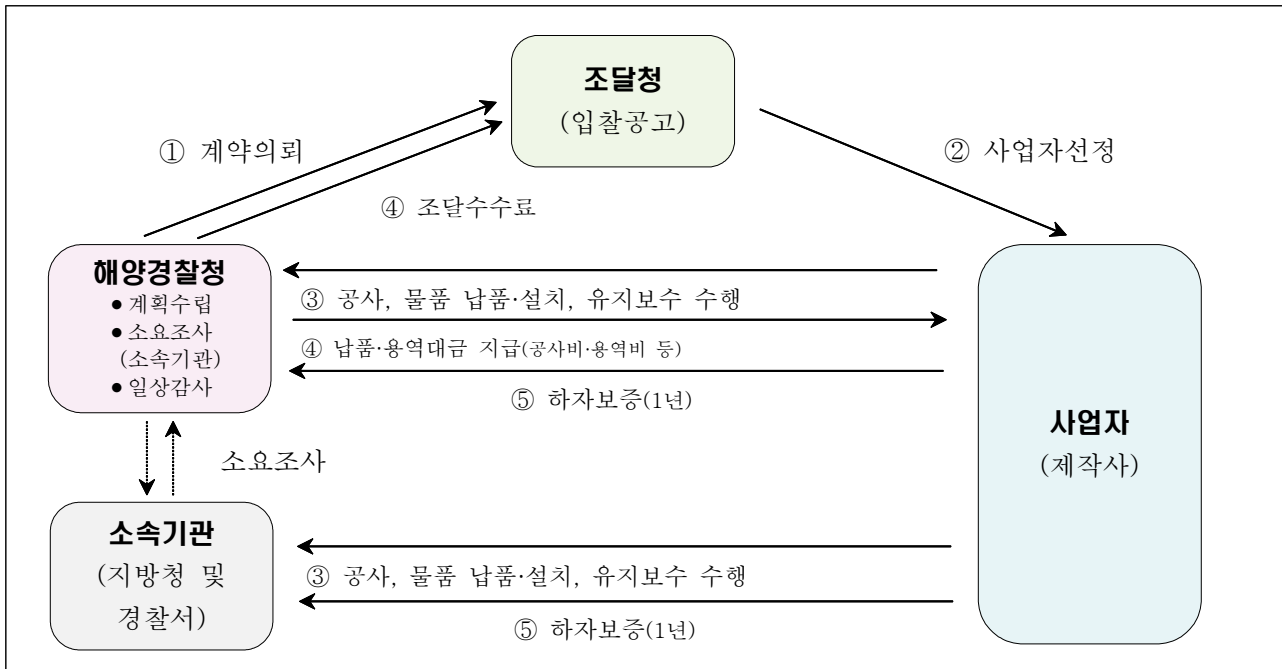 조달청
(입찰공고)
① 계약의뢰
② 사업자선정
④ 조달수수료
해양경찰청
● 계획수립
● 소요조사
(소속기관)
● 일상감사
③ 공사, 물품 납품·설치, 유지보수 수행
④ 납품·용역대금 지급(공사비·용역비 등)
⑤ 하자보증(1년)
사업자
(제작사)
소요조사
소속기관
(지방청 및
경찰서)
③ 공사, 물품 납품·설치, 유지보수 수행
⑤ 하자보증(1년)